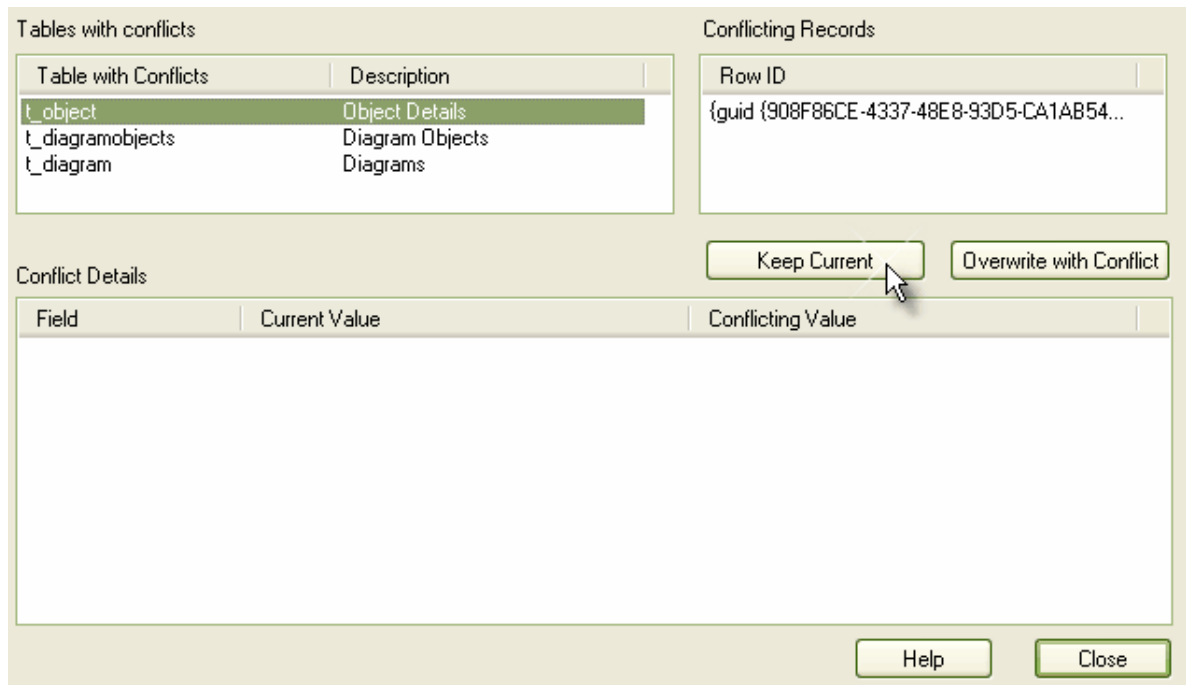 Tables with conflicts
Conflicting Records
Table with Conflicts Description
Row ID
t_object Object Details
{guid {908F86CE-4337-48E8-93D5-CA1AB54...
t_diagramobjects Diagram Objects
t_diagram Diagrams
Keep Current Overwrite with Conflict
Conflict Details
Field Current Value Conflicting Value
Help Close